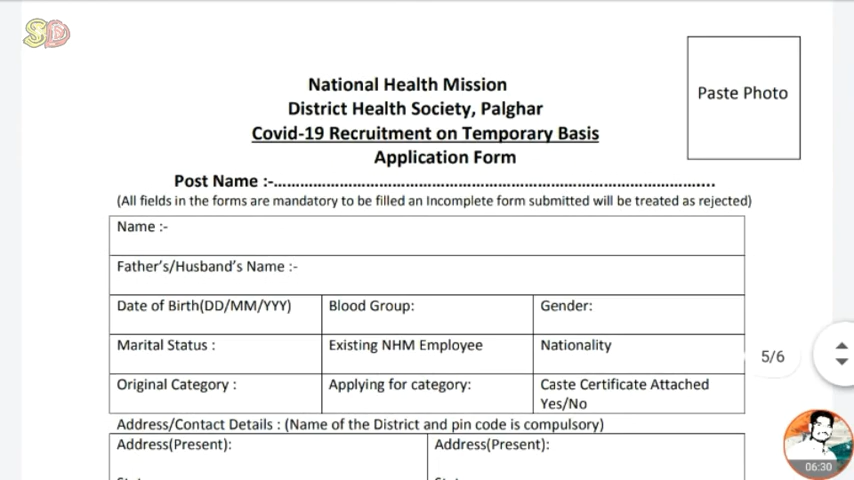 SD
National Health Mission
District Health Society, Palghar
Covid-19 Recruitment on Temporary Basis
Application Form
Paste Photo
Post Name :-.......................................................................................................
(All fields in the forms are mandatory to be filled an Incomplete form submitted will be treated as rejected)
Name :-
Father's/Husband's Name :-
Date of Birth(DD/MM/YYY) Blood Group: Gender:
Marital Status : Existing NHM Employee Nationality
5/6
Original Category : Applying for category: Caste Certificate Attached
Yes/No
Address/Contact Details : (Name of the District and pin code is compulsory)
Address(Present): Address(Present):
06:30